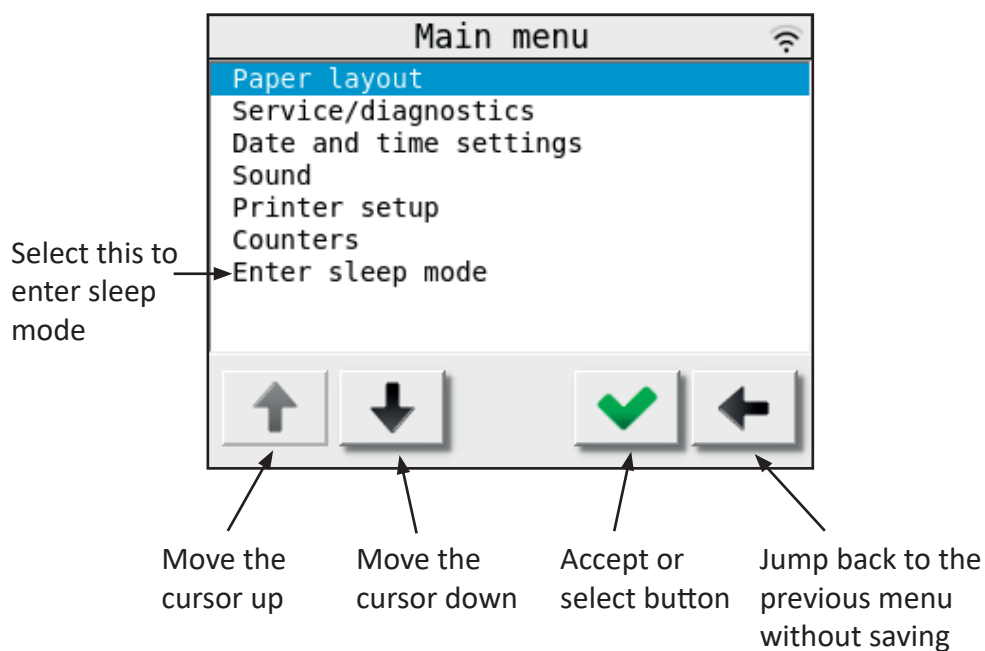 Main menu
Paper layout
Service/diagnostics
Date and time settings
Sound
Printer setup
Counters
Enter sleep mode
Select this to
enter sleep
mode
Move the
cursor up
Move the
cursor down
Accept or
select button
Jump back to the
previous menu
without saving